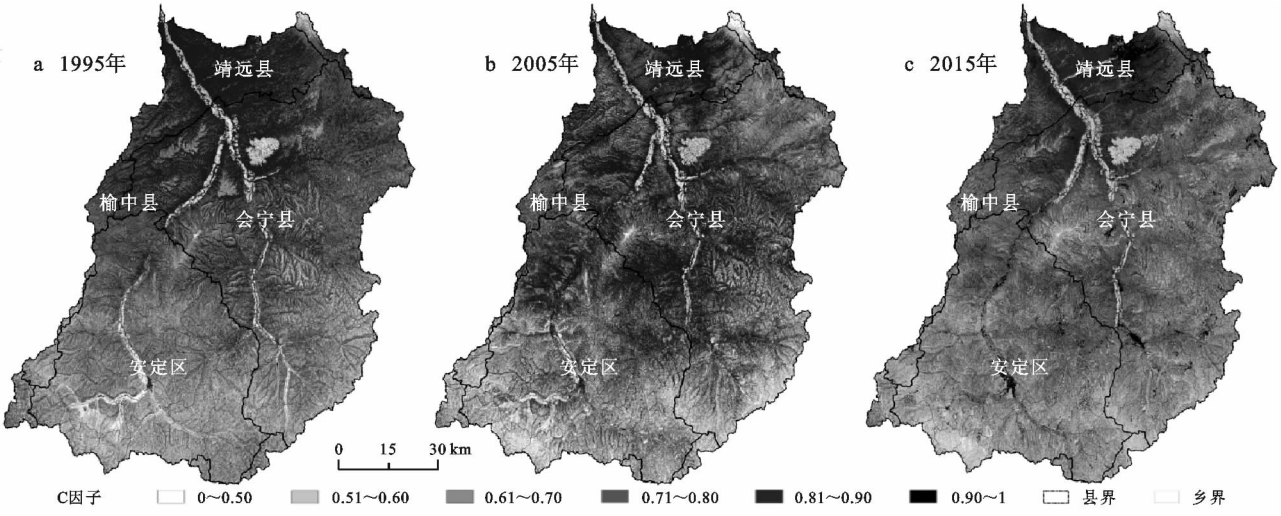 a 1995年
靖远县
榆中县
会宁县
安定区
b 2005年
靖远县
榆中县
会宁县
安定区
c 2015年
靖远县
榆中县
会宁县
安定区
0 15 30 km
C因子 0～0.50 0.51～0.60 0.61～0.70 0.71～0.80 0.81～0.90 0.90～1 县界 乡界